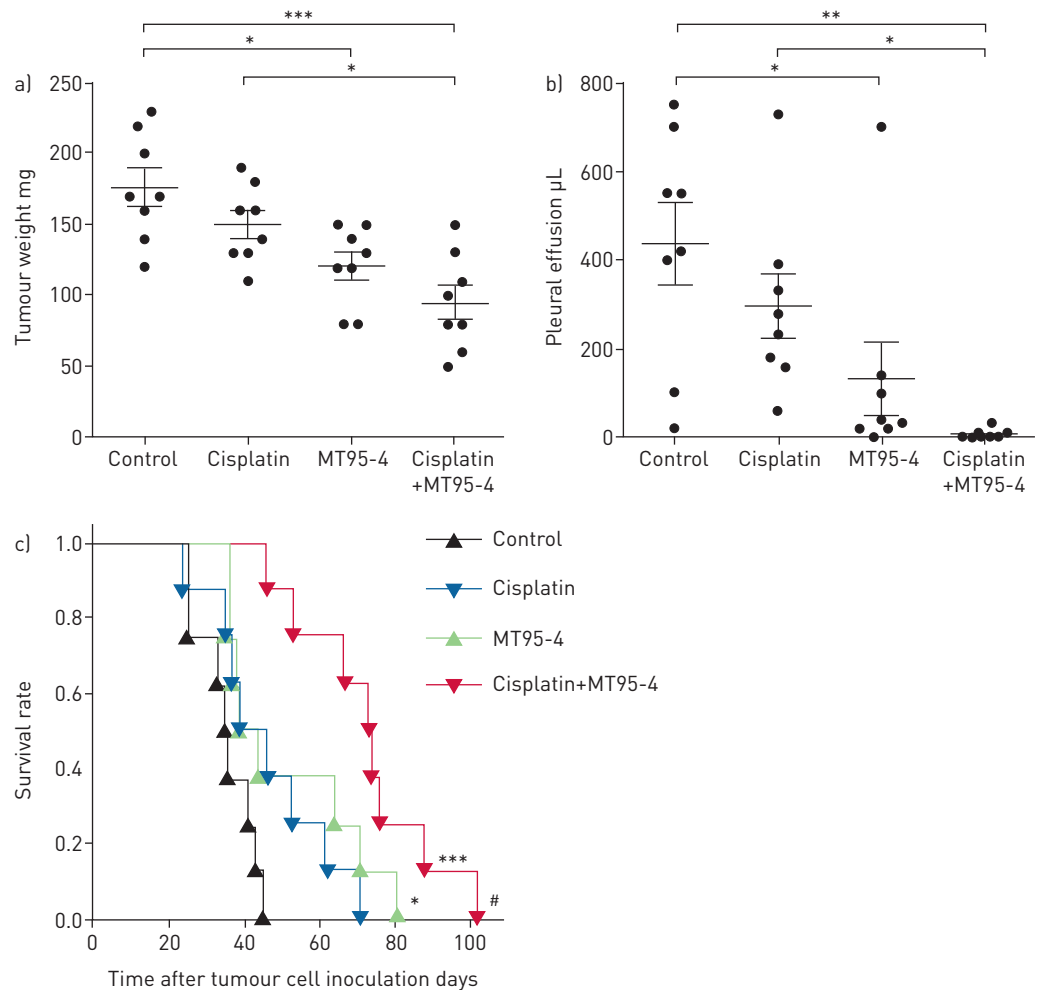 ***
*
*
a)
250
200
150
100
50
0
Tumour weight mg
Control
Cisplatin
MT95-4
Cisplatin
+MT95-4
**
*
*
b)
800
600
400
200
0
Pleural effusion µL
Control
Cisplatin
MT95-4
Cisplatin
+MT95-4
c)
1.0
0.8
0.6
0.4
0.2
0.0
Survival rate
0 20 40 60 80 100
Time after tumour cell inoculation days
Control
Cisplatin
MT95-4
Cisplatin+MT95-4
***
*
#